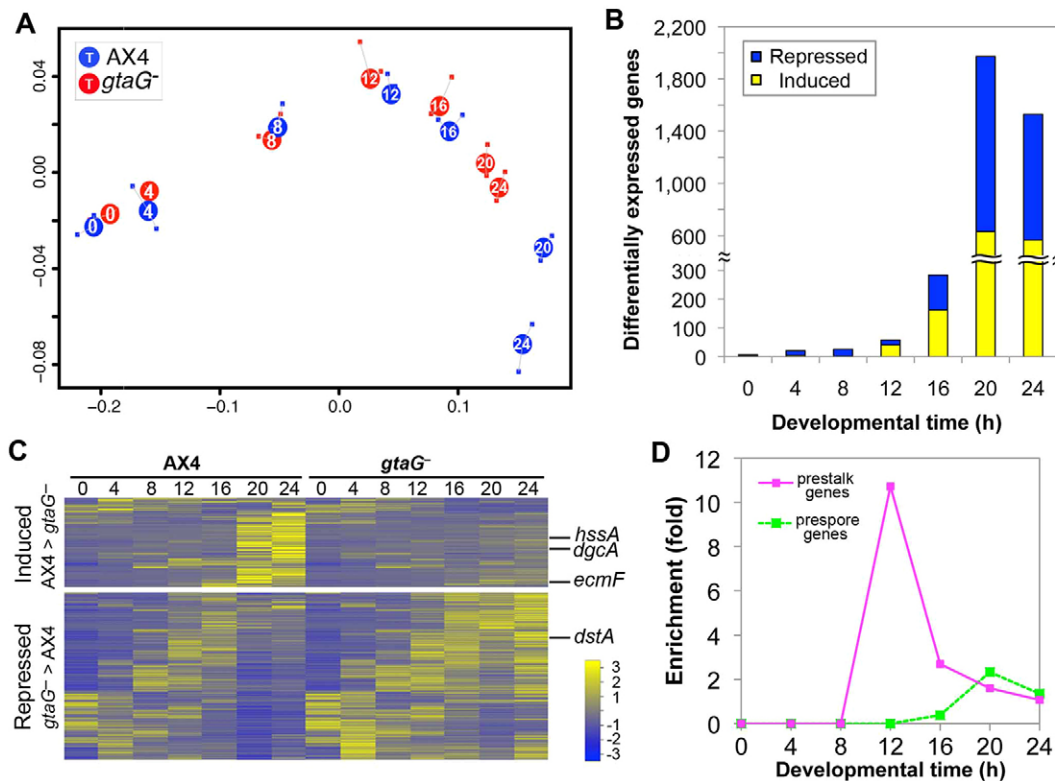 A
T AX4
T gtaG⁻
0.04
0.00
−0.04
−0.08
−0.2
−0.1
0.0
0.1
0
0
4
4
8
8
12
12
16
16
20
24
20
24
B
Differentially expressed genes
2,200
1,800
1,400
1,000
600
300
200
100
0
Repressed
Induced
0 4 8 12 16 20 24
Developmental time (h)
C
AX4 gtaG⁻
0 4 8 12 16 20 24 0 4 8 12 16 20 24
Induced
AX4 > gtaG⁻
Repressed
gtaG⁻ > AX4
hssA
dgcA
ecmF
dstA
3
2
1
0
-1
-2
-3
D
Enrichment (fold)
12
10
8
6
4
2
0
prestalk
genes
prespore
genes
0 4 8 12 16 20 24
Developmental time (h)